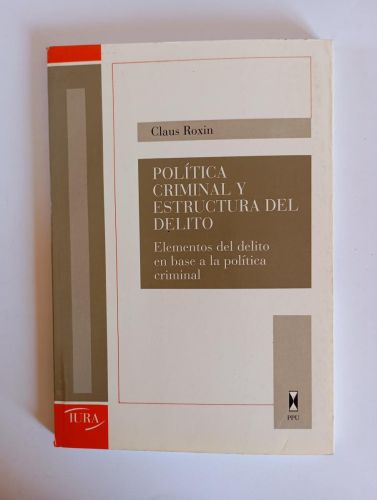 Claus Roxin
POLÍTICA
CRIMINAL Y
ESTRUCTURA DEL
DELITO
Elementos del delito
en base a la política
criminal
IURA
PPU